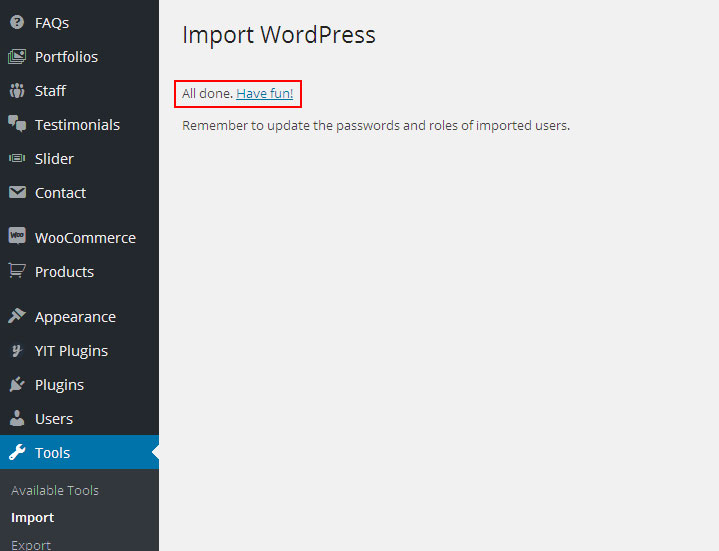 FAQs
Portfolios
Staff
Testimonials
Slider
Contact
Woo
WooCommerce
Products
Appearance
YIT Plugins
Plugins
Users
Tools
Available Tools
Import
Export
Import WordPress
All done. Have fun!
Remember to update the passwords and roles of imported users.